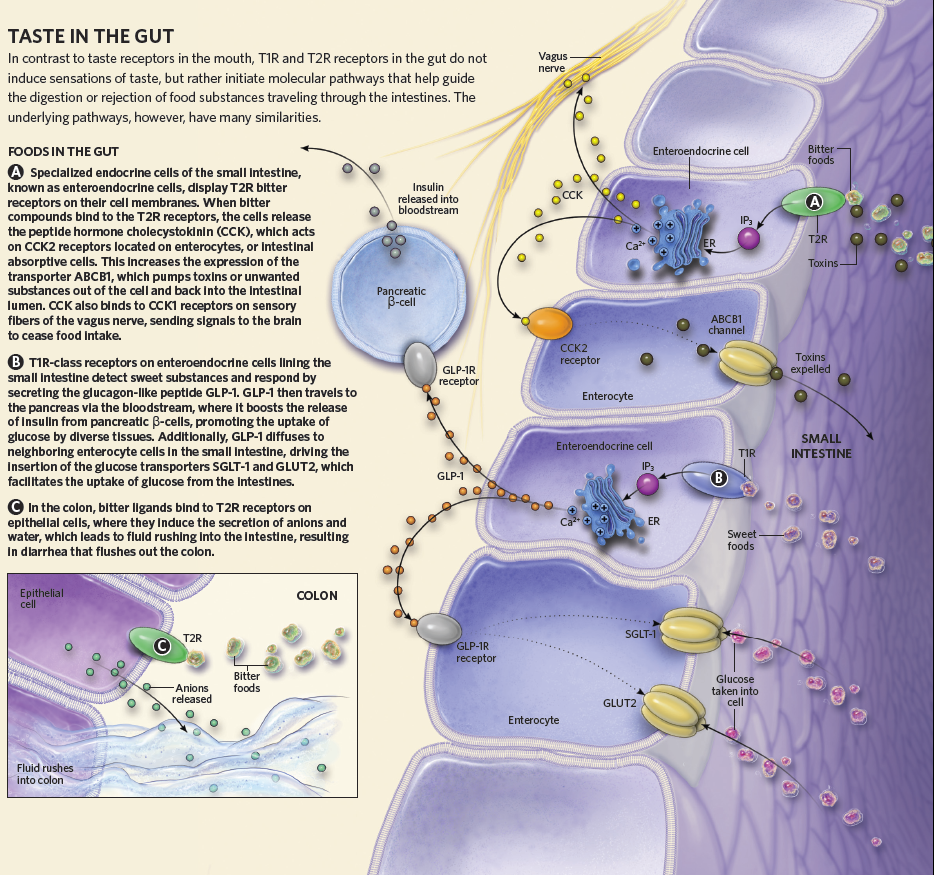 TASTE IN THE GUT
In contrast to taste receptors in the mouth, T1R and T2R receptors in the gut do not
induce sensations of taste, but rather initiate molecular pathways that help guide
the digestion or rejection of food substances traveling through the intestines. The
underlying pathways, however, have many similarities.
FOODS IN THE GUT
A Specialized endocrine cells of the small intestine,
known as enteroendocrine cells, display T2R bitter
receptors on their cell membranes. When bitter
compounds bind to the T2R receptors, the cells release
the peptide hormone cholecystokinin (CCK), which acts
on CCK2 receptors located on enterocytes, or intestinal
absorptive cells. This increases the expression of the
transporter ABCB1, which pumps toxins or unwanted
substances out of the cell and back into the intestinal
lumen. CCK also binds to CCK1 receptors on sensory
fibers of the vagus nerve, sending signals to the brain
to cease food intake.
B T1R-class receptors on enteroendocrine cells lining the
small intestine detect sweet substances and respond by
secreting the glucagon-like peptide GLP-1. GLP-1 then travels to
the pancreas via the bloodstream, where it boosts the release
of insulin from pancreatic β-cells, promoting the uptake of
glucose by diverse tissues. Additionally, GLP-1 diffuses to
neighboring enterocyte cells in the small intestine, driving the
insertion of the glucose transporters SGLT-1 and GLUT2, which
facilitates the uptake of glucose from the intestines.
C In the colon, bitter ligands bind to T2R receptors on
epithelial cells, where they induce the secretion of anions and
water, which leads to fluid rushing into the intestine, resulting
in diarrhea that flushes out the colon.
Epithelial
cell
COLON
T2R
C
Bitter
foods
Anions
released
Fluid rushes
into colon
Vagus
nerve
Insulin
released into
bloodstream
CCK
Pancreatic
β-cell
GLP-1R
receptor
GLP-1
Enteroendocrine cell
Bitter
foods
A
IP3
T2R
Ca2+
ER
Toxins
ABCB1
channel
CCK2
receptor
Toxins
expelled
Enterocyte
SMALL
INTESTINE
Enteroendocrine cell
T1R
IP3
B
Ca2+
ER
Sweet
foods
SGLT-1
GLP-1R
receptor
Glucose
taken into
cell
GLUT2
Enterocyte